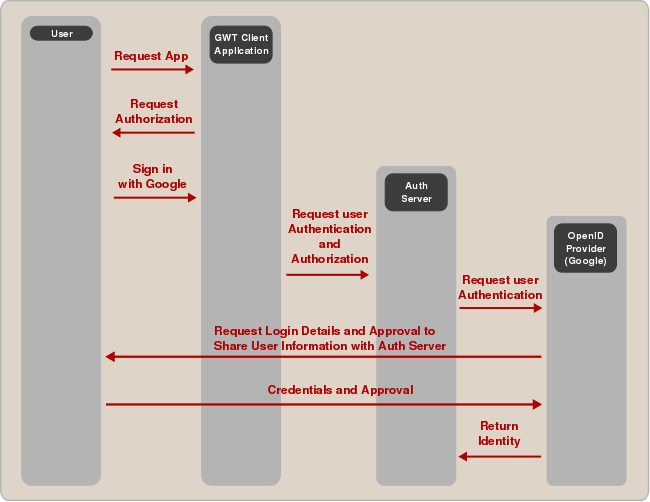 User
GWT Client
Application
Request App
Request
Authorization
Sign in
with Google
Auth
Server
Request user
Authentication
and
Authorization
OpenID
Provider
(Google)
Request user
Authentication
Request Login Details and Approval to
Share User Information with Auth Server
Credentials and Approval
Return
Identity